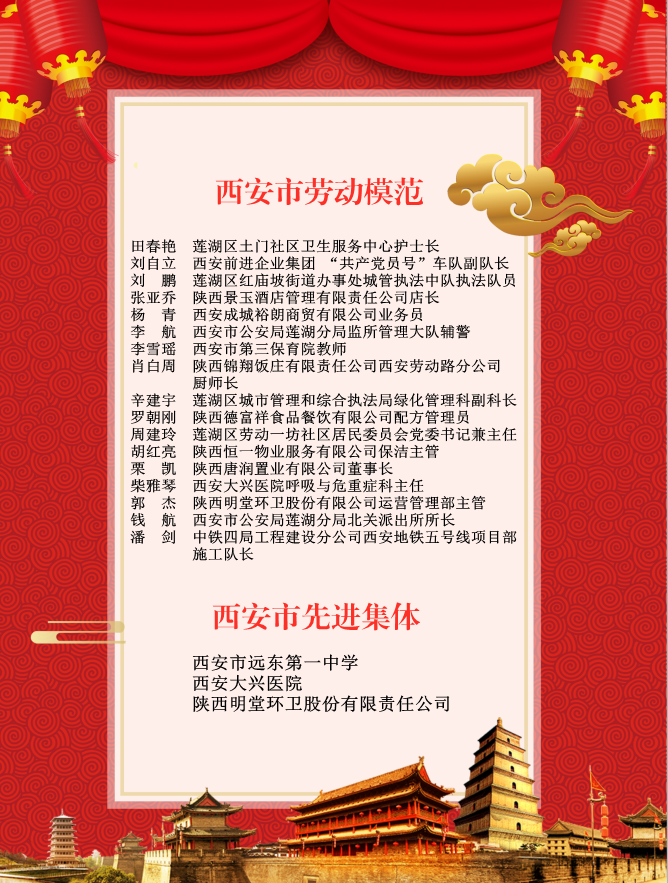 西安市劳动模范
田春艳 莲湖区土门社区卫生服务中心护士长
刘自立 西安前进企业集团 “共产党员号”车队副队长
刘 鹏 莲湖区红庙坡街道办事处城管执法中队执法队员
张亚乔 陕西景玉酒店管理有限责任公司店长
杨 青 西安成城裕朗商贸有限公司业务员
李 航 西安市公安局莲湖分局监所管理大队辅警
李雪瑶 西安市第三保育院教师
肖白周 陕西锦翔饭庄有限责任公司西安劳动路分公司
厨师长
辛建宇 莲湖区城市管理和综合执法局绿化管理科副科长
罗朝刚 陕西德富祥食品餐饮有限公司配方管理员
周建玲 莲湖区劳动一坊社区居民委员会党委书记兼主任
胡红亮 陕西恒一物业服务有限公司保洁主管
栗 凯 陕西唐润置业有限公司董事长
柴雅琴 西安大兴医院呼吸与危重症科主任
郭 杰 陕西明堂环卫股份有限公司运营管理部主管
钱 航 西安市公安局莲湖分局北关派出所所长
潘 剑 中铁四局工程建设分公司西安地铁五号线项目部
施工队长
西安市先进集体
西安市远东第一中学
西安大兴医院
陕西明堂环卫股份有限责任公司